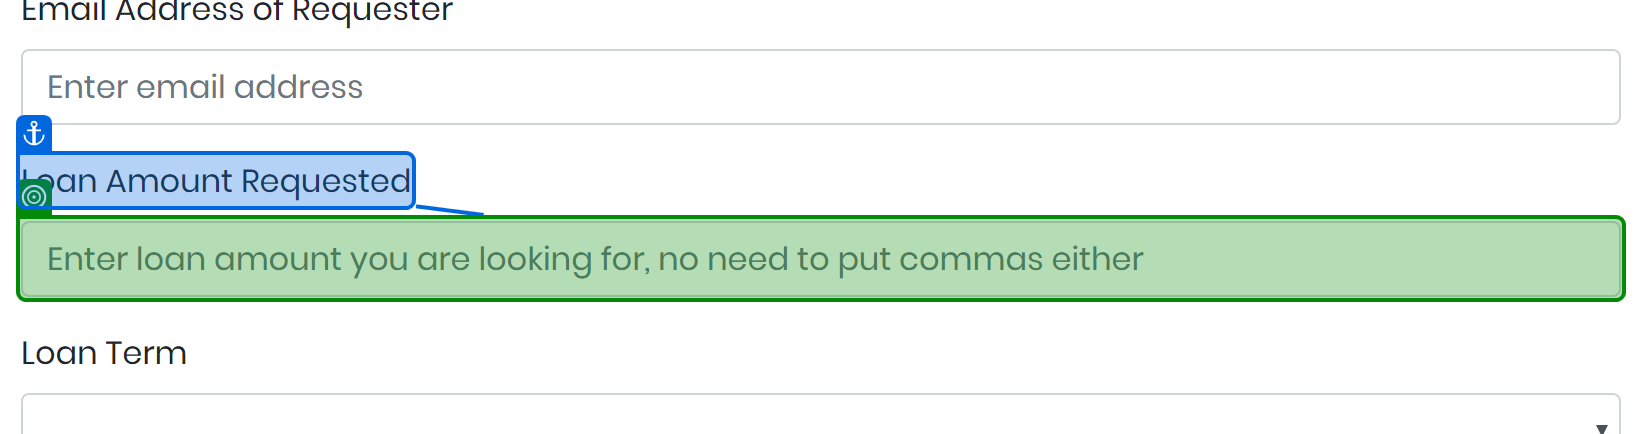 Email Address of Requester
Enter email address
Loan Amount Requested
Enter loan amount you are looking for, no need to put commas either
Loan Term